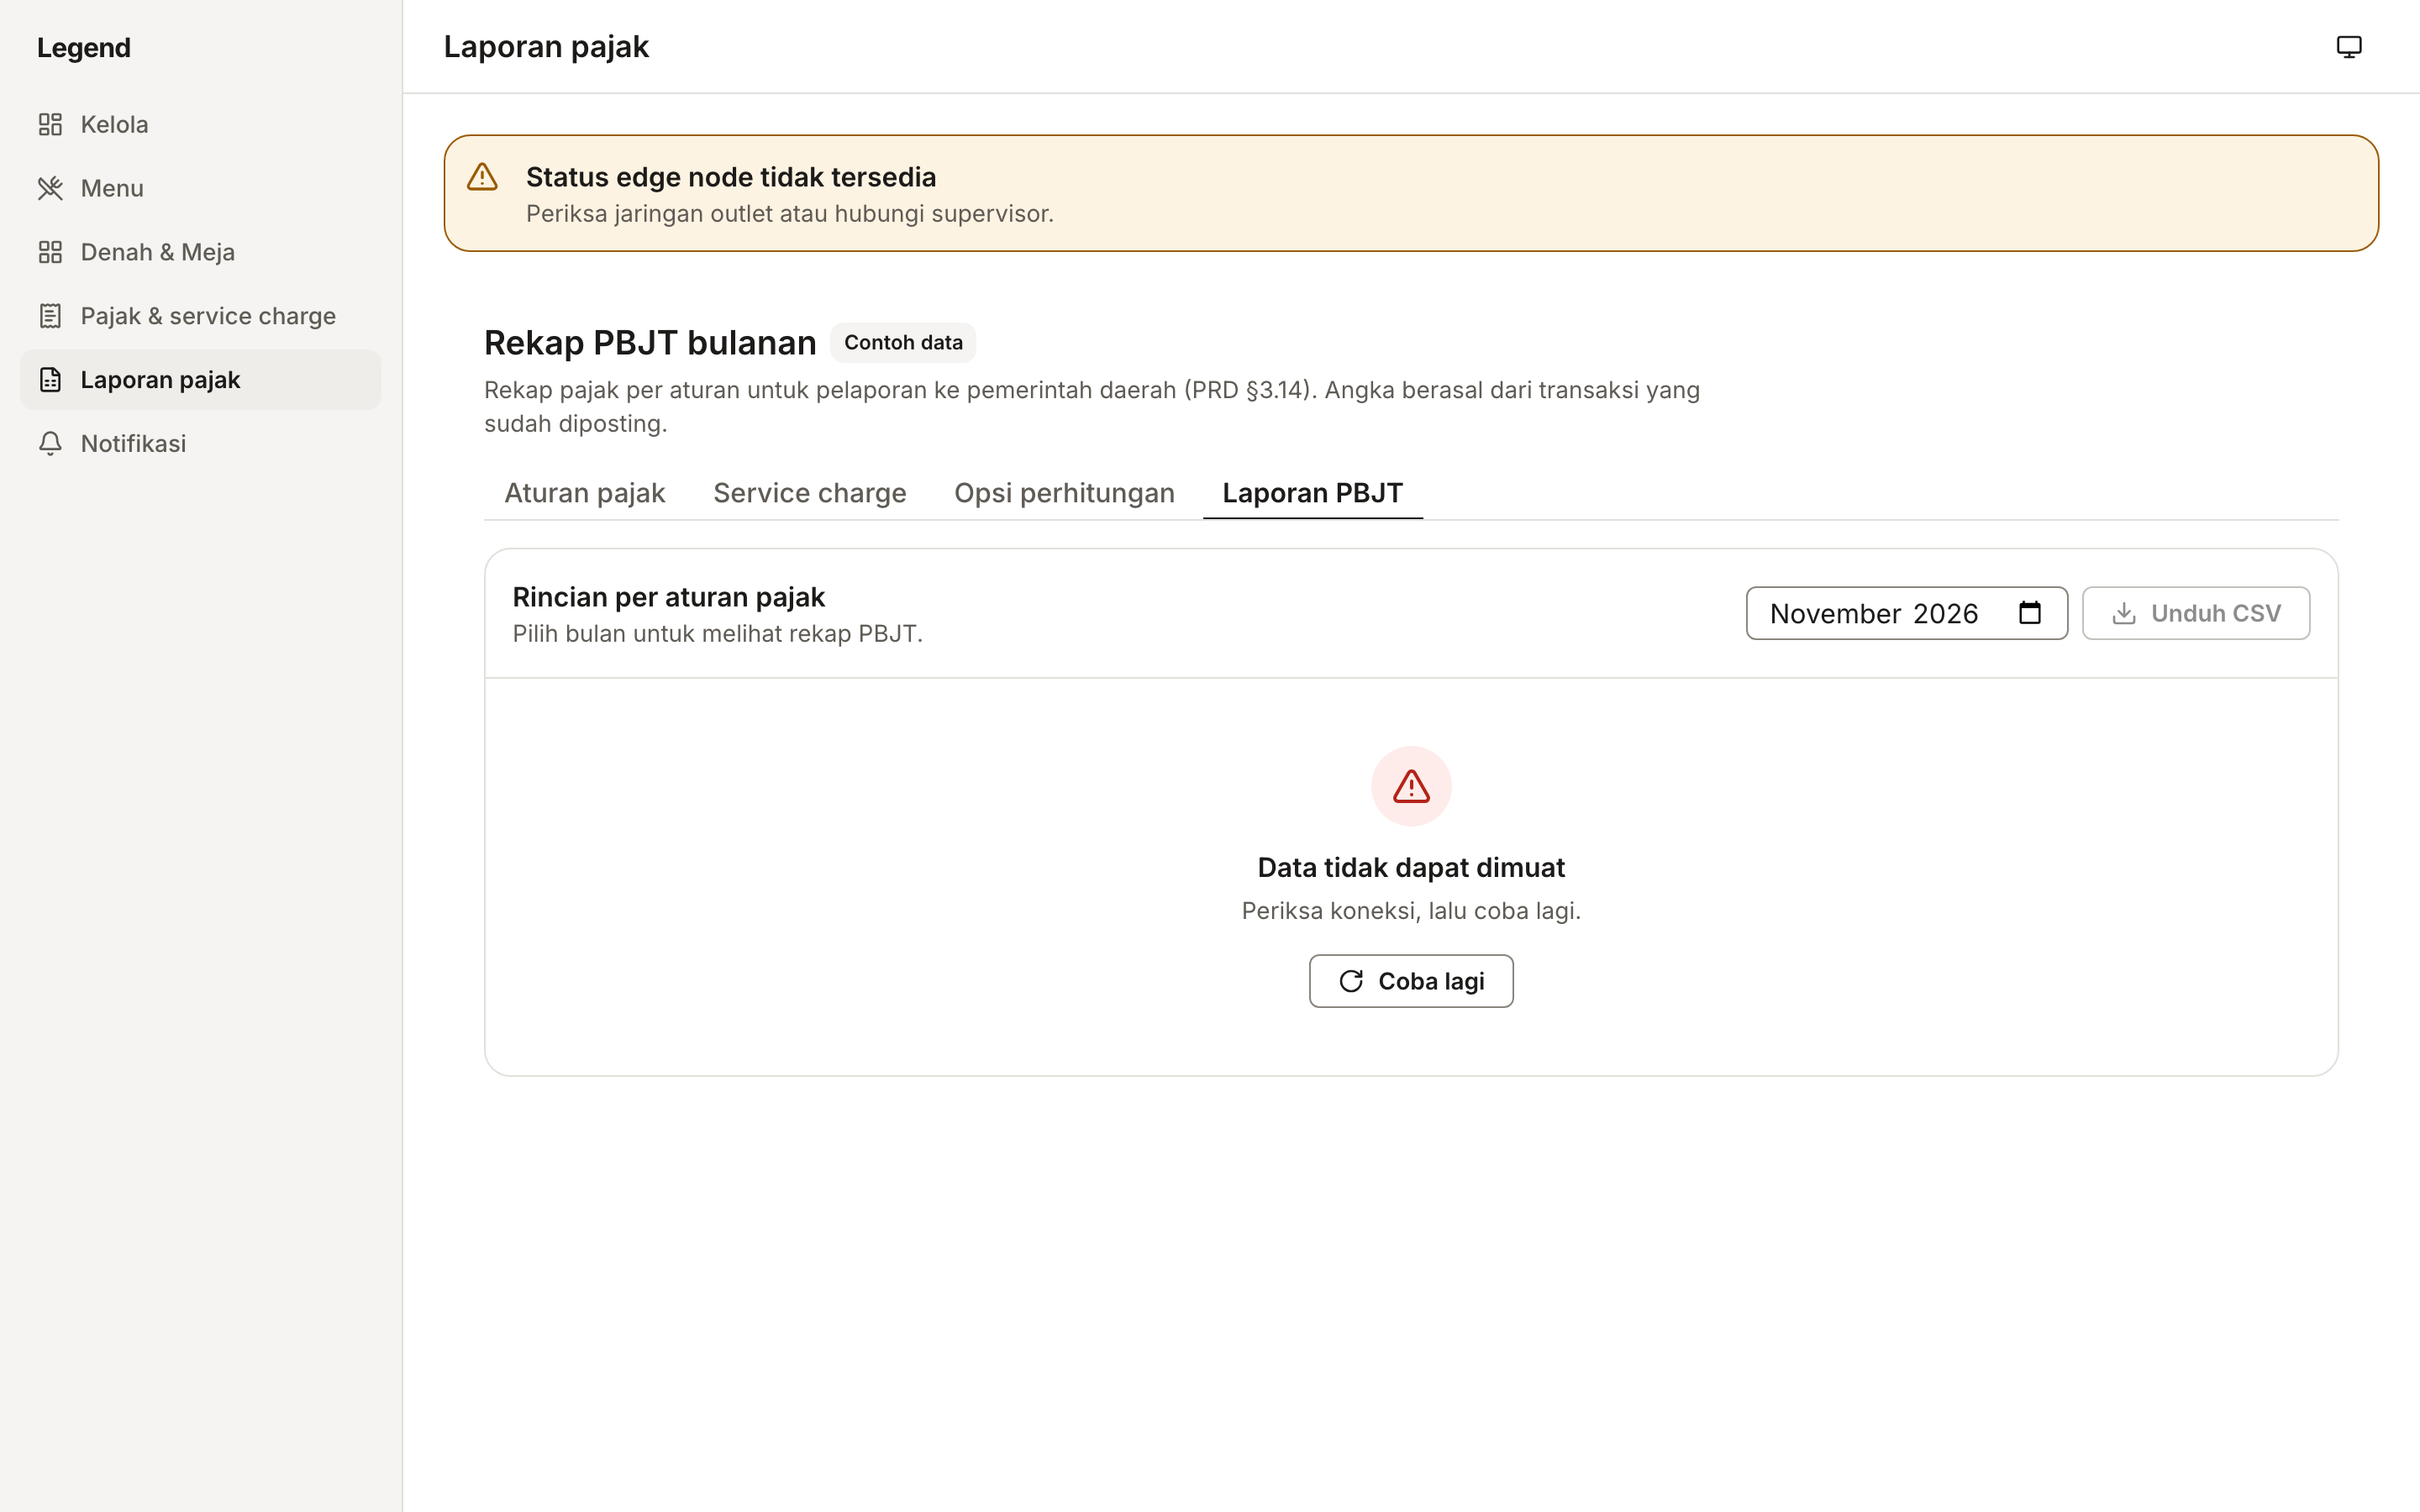 Legend
Kelola
Menu
Denah & Meja
Pajak & service charge
Laporan pajak
Notifikasi
Laporan pajak
Status edge node tidak tersedia
Periksa jaringan outlet atau hubungi supervisor.
Rekap PBJT bulanan Contoh data
Rekap pajak per aturan untuk pelaporan ke pemerintah daerah (PRD §3.14). Angka berasal dari transaksi yang
sudah diposting.
Aturan pajak Service charge Opsi perhitungan Laporan PBJT
Rincian per aturan pajak
Pilih bulan untuk melihat rekap PBJT.
November 2026 Unduh CSV
Data tidak dapat dimuat
Periksa koneksi, lalu coba lagi.
Coba lagi